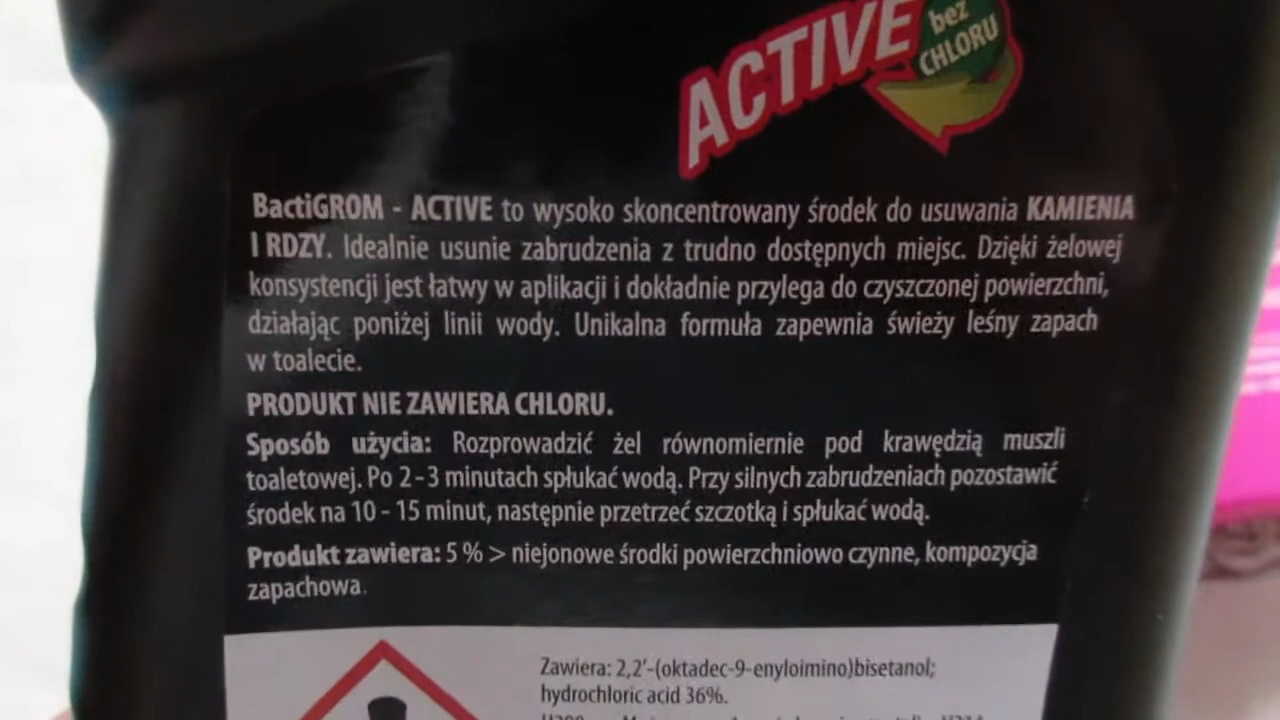 ACTIVE
bez
CHLORU
BactiGROM - ACTIVE to wysoko skoncentrowany środek do usuwania KAMIENIA
I RDZY. Idealnie usunie zabrudzenia z trudno dostępnych miejsc. Dzięki żelowej
konsystencji jest łatwy w aplikacji i dokładnie przylega do czyszczonej powierzchni,
działając poniżej linii wody. Unikalna formuła zapewnia świeży leśny zapach
w toalecie.
PRODUKT NIE ZAWIERA CHLORU.
Sposób użycia: Rozprowadzić żel równomiernie pod krawędzią muszli
toaletowej. Po 2-3 minutach spłukać wodą. Przy silnych zabrudzeniach pozostawić
środek na 10 - 15 minut, następnie przetrzeć szczotką i spłukać wodą.
Produkt zawiera: 5 % > niejonowe środki powierzchniowo czynne, kompozycja
zapachowa.
Zawiera: 2,2'-(oktadec-9-enyloimino)bisetanol;
hydrochloric acid 36%.